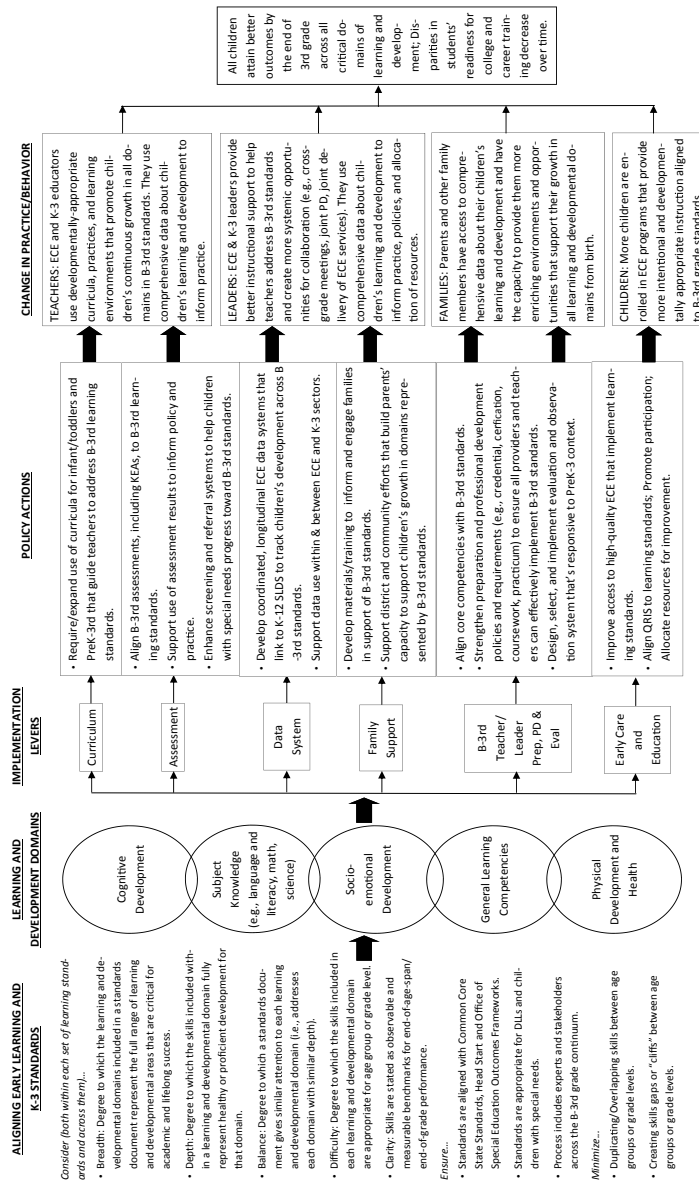 ALIGNING EARLY LEARNING AND
K-3 STANDARDS
Consider (both within each set of learning stand-
ards and across them)...
• Breadth: Degree to which the learning and de-
velopmental domains included in a standards
document represent the full range of learning
and developmental areas that are critical for
academic and lifelong success.
• Depth: Degree to which the skills included with-
in a learning and developmental domain fully
represent healthy or proficient development for
that domain.
• Balance: Degree to which a standards docu-
ment gives similar attention to each learning
and developmental domain (i.e., addresses
each domain with similar depth).
• Difficulty: Degree to which the skills included in
each learning and developmental domain
are appropriate for age group or grade level.
• Clarity: Skills are stated as observable and
measurable benchmarks for end-of-age-span/
end-of-grade performance.
Ensure...
• Standards are aligned with Common Core
State Standards, Head Start and Office of
Special Education Outcomes Frameworks.
• Standards are appropriate for DLLs and chil-
dren with special needs.
• Process includes experts and stakeholders
across the B-3rd grade continuum.
Minimize...
• Duplicating/Overlapping skills between age
groups or grade levels.
• Creating skills gaps or "cliffs" between age
groups or grade levels.
LEARNING AND
DEVELOPMENT DOMAINS
Cognitive
Development
Subject
Knowledge
(e.g., language and
literacy, math,
science)
Socio-
emotional
Development
General Learning
Competencies
Physical
Development and
Health
IMPLEMENTATION
LEVERS
Curriculum
Assessment
Data
System
Family
Support
B-3rd
Teacher/
Leader
Prep, PD &
Eval
Early Care
and
Education
POLICY ACTIONS
• Require/expand use of curricula for infant/toddlers and
PreK-3rd that guide teachers to address B-3rd learning
standards.
• Align B-3rd assessments, including KEAs, to B-3rd learn-
ing standards.
• Support use of assessment results to inform policy and
practice.
• Enhance screening and referral systems to help children
with special needs progress toward B-3rd standards.
• Develop coordinated, longitudinal ECE data systems that
link to K-12 SLDS to track children's development across B
-3rd standards.
• Support data use within & between ECE and K-3 sectors.
• Develop materials/training to inform and engage families
in support of B-3rd standards.
• Support district and community efforts that build parents'
capacity to support children's growth in domains repre-
sented by B-3rd standards.
• Align core competencies with B-3rd standards.
• Strengthen preparation and professional development
policies and requirements (e.g., credential, cerfication,
coursework, practicum) to ensure all providers and teach-
ers can effectively implement B-3rd standards.
• Design, select, and implement evaluation and observa-
tion system that's responsive to PreK-3 context.
• Improve access to high-quality ECE that implement learn-
ing standards.
• Align QRIS to learning standards; Promote participation;
Allocate resources for improvement.
CHANGE IN PRACTICE/BEHAVIOR
TEACHERS: ECE and K-3 educators
use developmentally-appropriate
curricula, practices, and learning
environments that promote chil-
dren's continuous growth in all do-
mains in B-3rd standards. They use
comprehensive data about chil-
dren's learning and development to
inform practice.
LEADERS: ECE & K-3 leaders provide
better instructional support to help
teachers address B-3rd standards
and create more systemic opportu-
nities for collaboration (e.g., cross-
grade meetings, joint PD, joint de-
livery of ECE services). They use
comprehensive data about chil-
dren's learning and development to
inform practice, policies, and alloca-
tion of resources.
FAMILIES: Parents and other family
members have access to compre-
hensive data about their children's
learning and development and have
the capacity to provide them more
enriching environments and oppor-
tunities that support their growth in
all learning and developmental do-
mains from birth.
CHILDREN: More children are en-
rolled in ECE programs that provide
more intentional and developmen-
tally appropriate instruction aligned
to B-3rd grade standards.
All children
attain better
outcomes by
the end of
3rd grade
across all
critical do-
mains of
learning and
develop-
ment; Dis-
parities in
students'
readiness for
college and
career train-
ing decrease
over time.